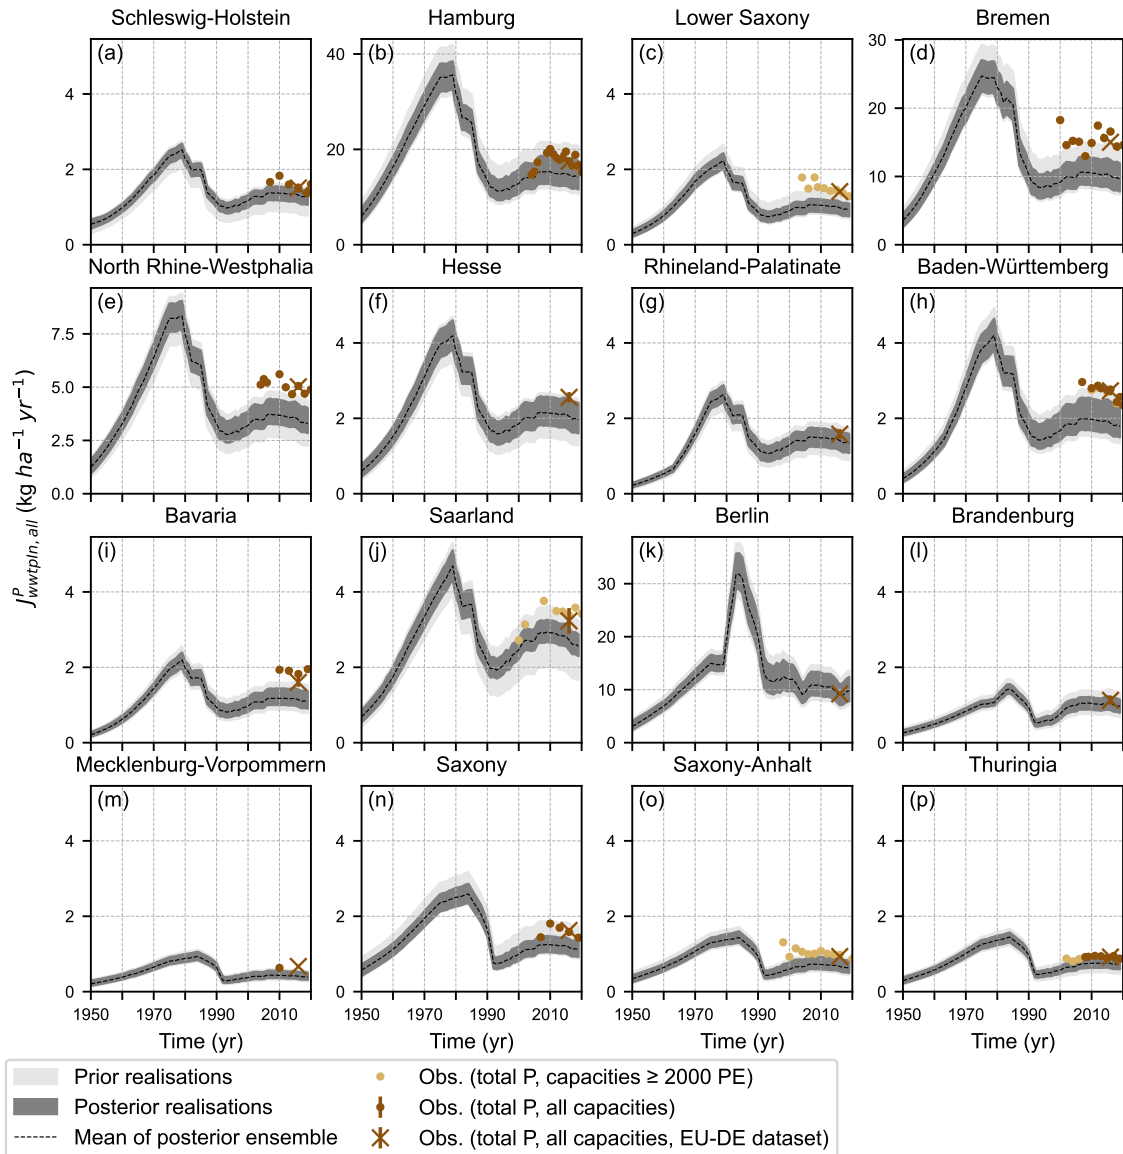 Schleswig-Holstein
Hamburg
Lower Saxony
Bremen
(a)
(b)
(c)
(d)
4
2
0
40
20
0
4
2
0
30
20
10
0
North Rhine-Westphalia
Hesse
Rhineland-Palatinate
Baden-Württemberg
(e)
(f)
(g)
(h)
7.5
5.0
2.5
0.0
4
2
0
4
2
0
4
2
0
J^P_{wwtpln, all} (kg ha⁻¹ yr⁻¹)
Bavaria
Saarland
Berlin
Brandenburg
(i)
(j)
(k)
(l)
4
2
0
4
2
0
30
20
10
0
4
2
0
Mecklenburg-Vorpommern
Saxony
Saxony-Anhalt
Thuringia
(m)
(n)
(o)
(p)
4
2
0
4
2
0
4
2
0
4
2
0
1950 1970 1990 2010
1950 1970 1990 2010
1950 1970 1990 2010
1950 1970 1990 2010
Time (yr)
Time (yr)
Time (yr)
Time (yr)
Prior realisations
Posterior realisations
Mean of posterior ensemble
Obs. (total P, capacities ≥ 2000 PE)
Obs. (total P, all capacities)
Obs. (total P, all capacities, EU-DE dataset)